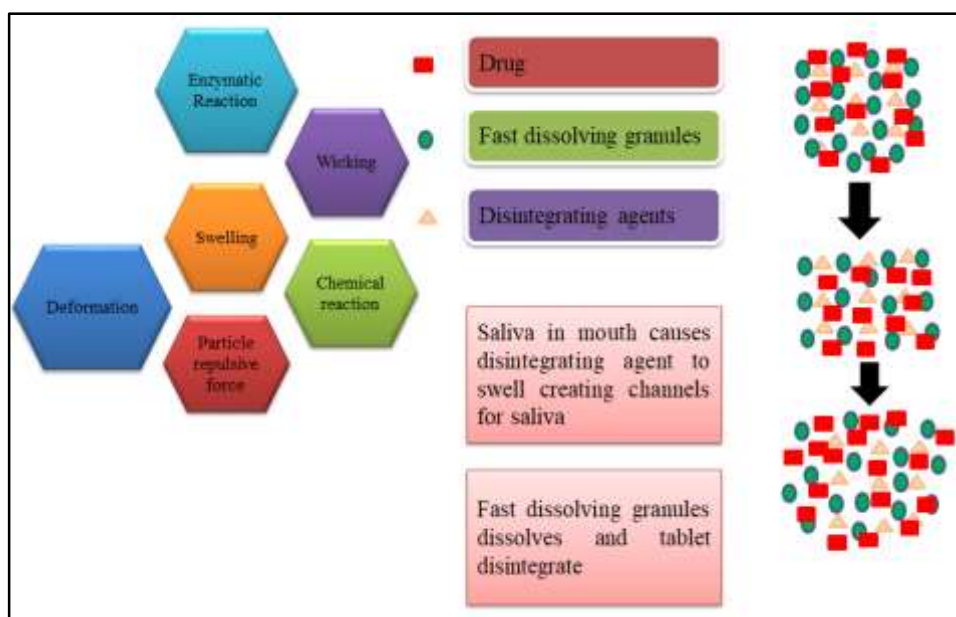 Enzymatic
Reaction
Wicking
Swelling
Deformation
Chemical
reaction
Particle
repulsive
force
Drug
Fast dissolving granules
Disintegrating agents
Saliva in mouth causes
disintegrating agent to
swell creating channels
for saliva
Fast dissolving granules
dissolves and tablet
disintegrate